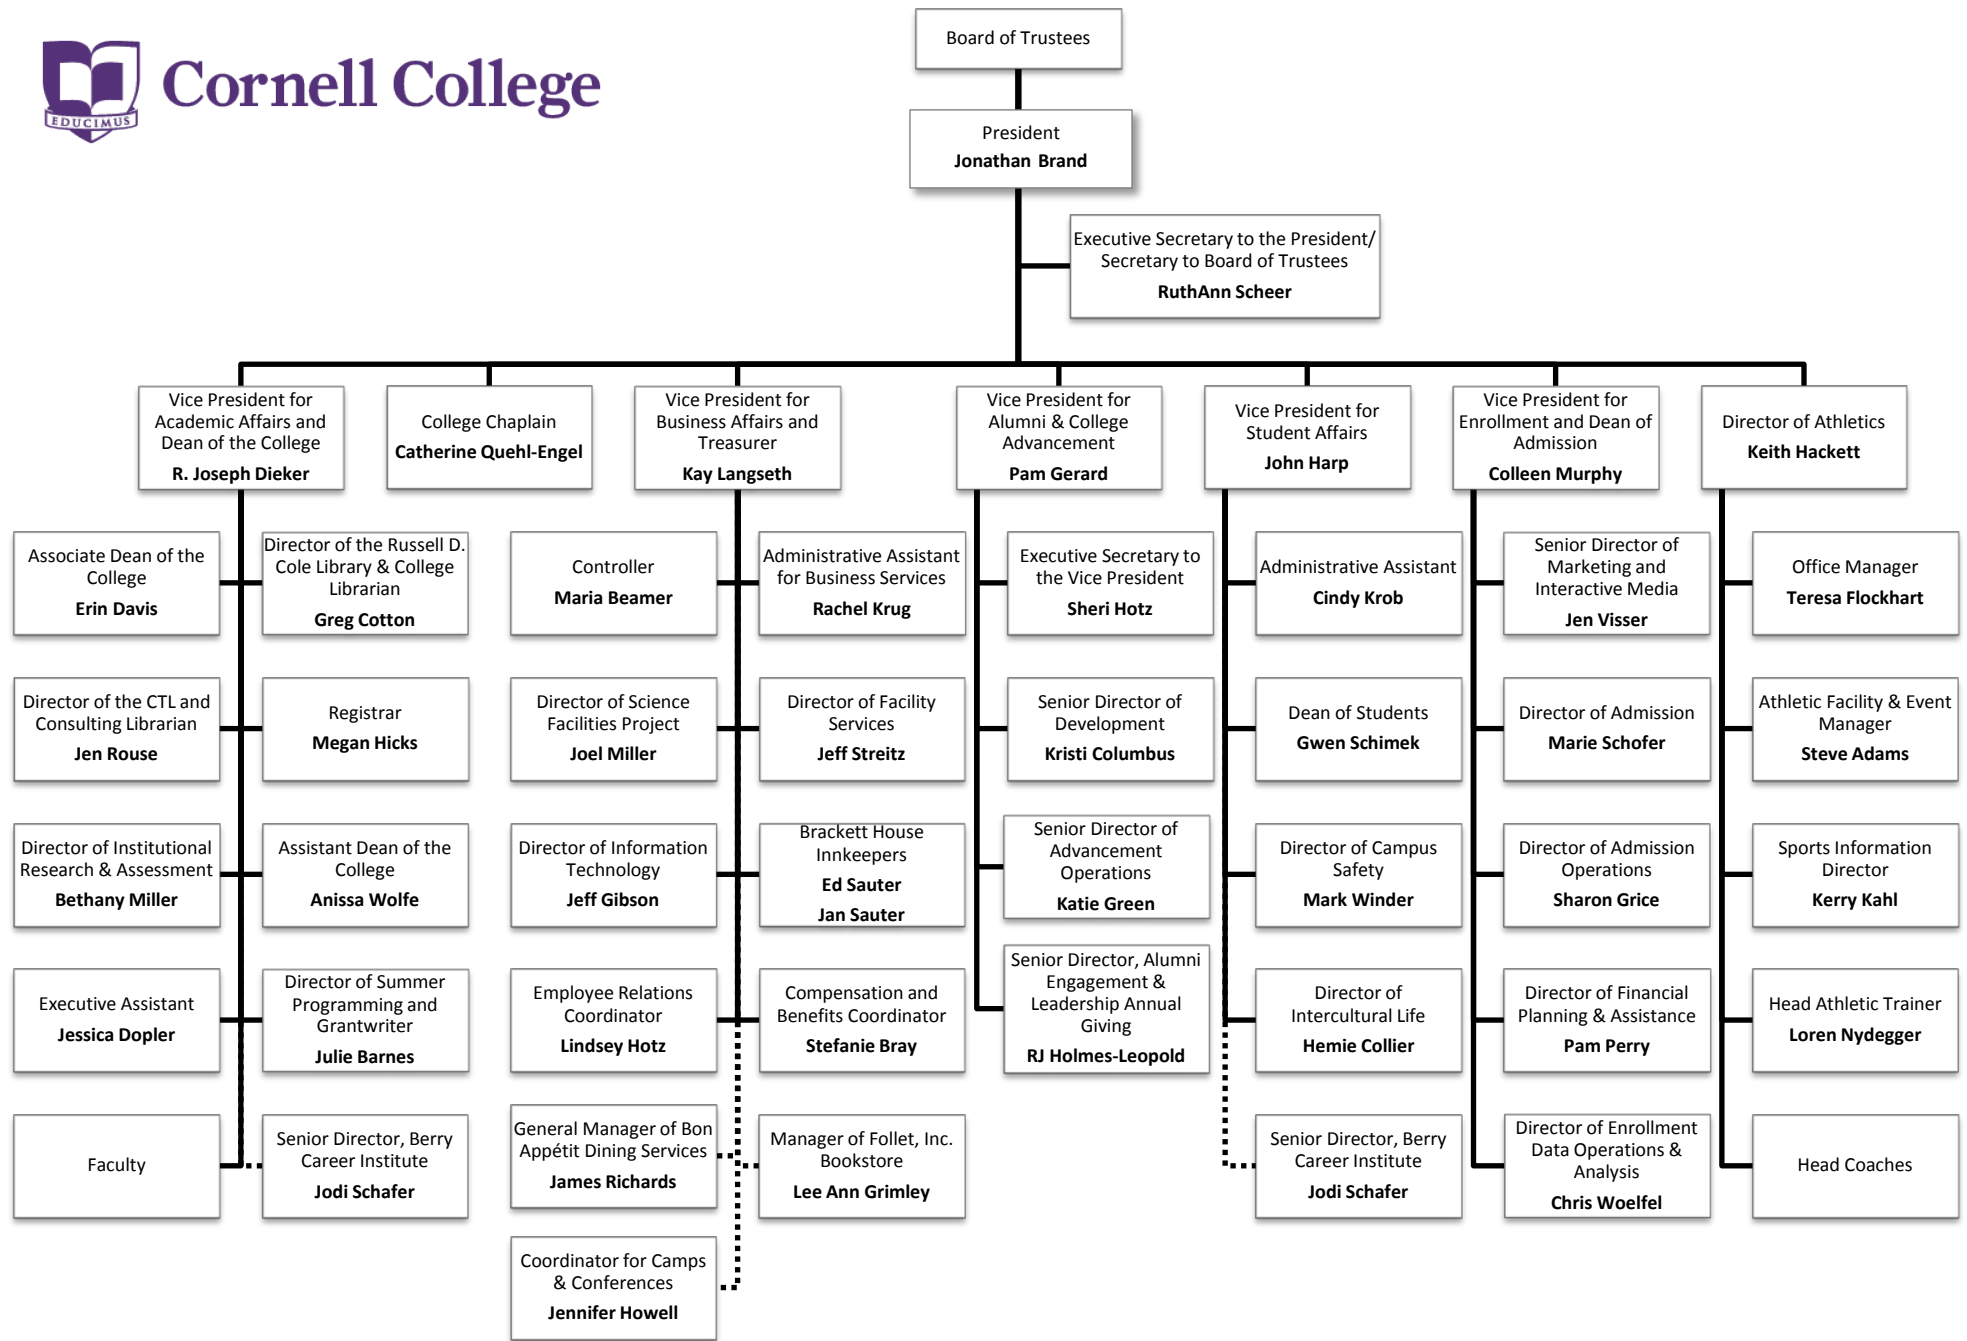 Cornell College
EDUCIMUS
Board of Trustees
President
Jonathan Brand
Executive Secretary to the President/
Secretary to Board of Trustees
RuthAnn Scheer
Vice President for
Academic Affairs and
Dean of the College
R. Joseph Dieker
College Chaplain
Catherine Quehl-Engel
Vice President for
Business Affairs and
Treasurer
Kay Langseth
Vice President for
Alumni & College
Advancement
Pam Gerard
Vice President for
Student Affairs
John Harp
Vice President for
Enrollment and Dean of
Admission
Colleen Murphy
Director of Athletics
Keith Hackett
Associate Dean of the
College
Erin Davis
Director of the Russell D.
Cole Library & College
Librarian
Greg Cotton
Controller
Maria Beamer
Administrative Assistant
for Business Services
Rachel Krug
Executive Secretary to
the Vice President
Sheri Hotz
Administrative Assistant
Cindy Krob
Senior Director of
Marketing and
Interactive Media
Jen Visser
Office Manager
Teresa Flockhart
Director of the CTL and
Consulting Librarian
Jen Rouse
Registrar
Megan Hicks
Director of Science
Facilities Project
Joel Miller
Director of Facility
Services
Jeff Streitz
Senior Director of
Development
Kristi Columbus
Dean of Students
Gwen Schimek
Director of Admission
Marie Schofer
Athletic Facility & Event
Manager
Steve Adams
Director of Institutional
Research & Assessment
Bethany Miller
Assistant Dean of the
College
Anissa Wolfe
Director of Information
Technology
Jeff Gibson
Brackett House
Innkeepers
Ed Sauter
Jan Sauter
Senior Director of
Advancement
Operations
Katie Green
Director of Campus
Safety
Mark Winder
Director of Admission
Operations
Sharon Grice
Sports Information
Director
Kerry Kahl
Executive Assistant
Jessica Dopler
Director of Summer
Programming and
Grantwriter
Julie Barnes
Employee Relations
Coordinator
Lindsey Hotz
Compensation and
Benefits Coordinator
Stefanie Bray
Senior Director, Alumni
Engagement &
Leadership Annual
Giving
RJ Holmes-Leopold
Director of
Intercultural Life
Hemie Collier
Director of Financial
Planning & Assistance
Pam Perry
Head Athletic Trainer
Loren Nydegger
Faculty
Senior Director, Berry
Career Institute
Jodi Schafer
General Manager of Bon
Appétit Dining Services
James Richards
Manager of Follet, Inc.
Bookstore
Lee Ann Grimley
Senior Director, Berry
Career Institute
Jodi Schafer
Director of Enrollment
Data Operations &
Analysis
Chris Woelfel
Head Coaches
Coordinator for Camps
& Conferences
Jennifer Howell